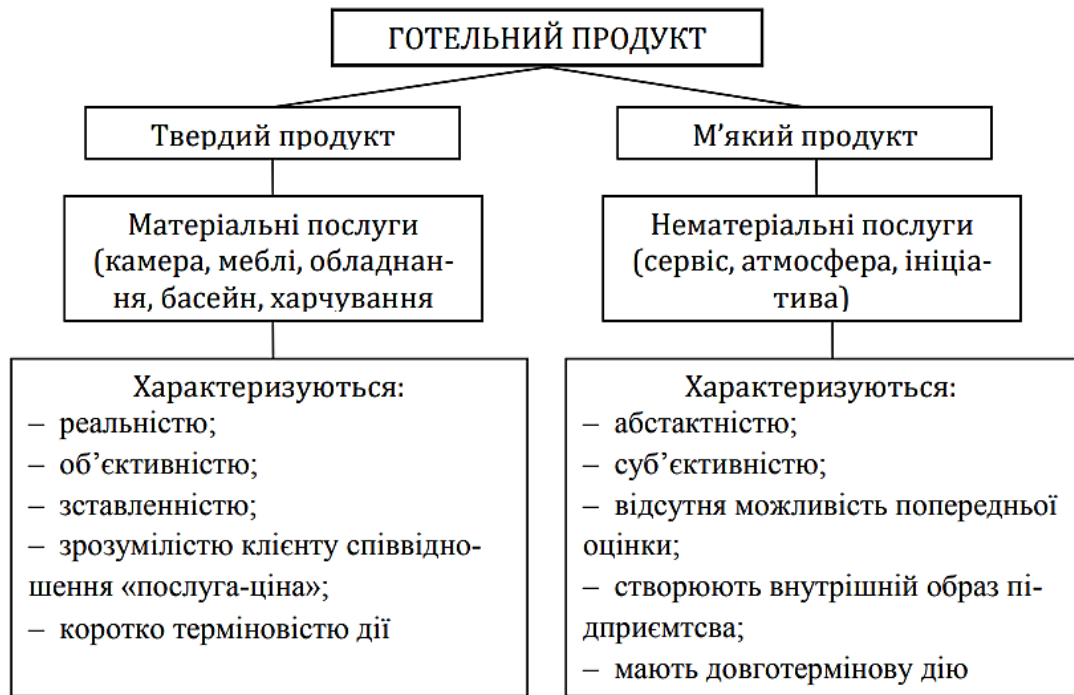 ГОТЕЛЬНИЙ ПРОДУКТ
Твердий продукт
М’який продукт
Матеріальні послуги
(камера, меблі, обладнан-
ня, басейн, харчування
Нематеріальні послуги
(сервіс, атмосфера, ініціа-
тива)
Характеризуються:
– реальністю;
– об’єктивністю;
– зставленністю;
– зрозумілістю клієнту співвідно-
шення «послуга-ціна»;
– коротко терміновістю дії
Характеризуються:
– абстактністю;
– суб’єктивністю;
– відсутня можливість попередньої
оцінки;
– створюють внутрішній образ пі-
дприємтсва;
– мають довготермінову дію